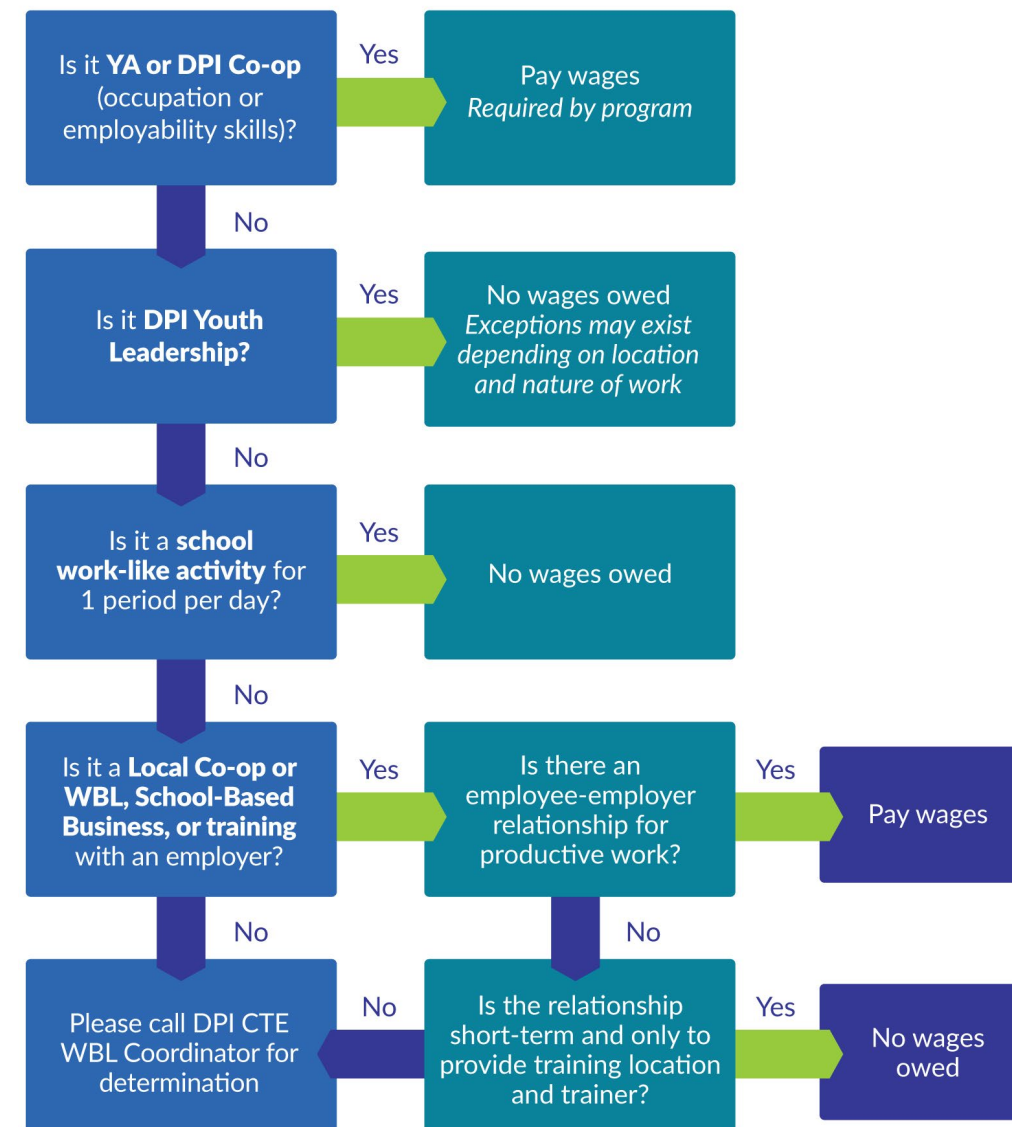 Is it YA or DPI Co-op
(occupation or
employability skills)?
Yes
Pay wages
Required by program
No
Is it DPI Youth
Leadership?
Yes
No wages owed
Exceptions may exist
depending on location
and nature of work
No
Is it a school
work-like activity for
1 period per day?
Yes
No wages owed
No
Is it a Local Co-op or
WBL, School-Based
Business, or training
with an employer?
Yes
Is there an
employee-employer
relationship for
productive work?
Yes
Pay wages
No
No
Please call DPI CTE
WBL Coordinator for
determination
No
Is the relationship
short-term and only to
provide training location
and trainer?
Yes
No wages
owed